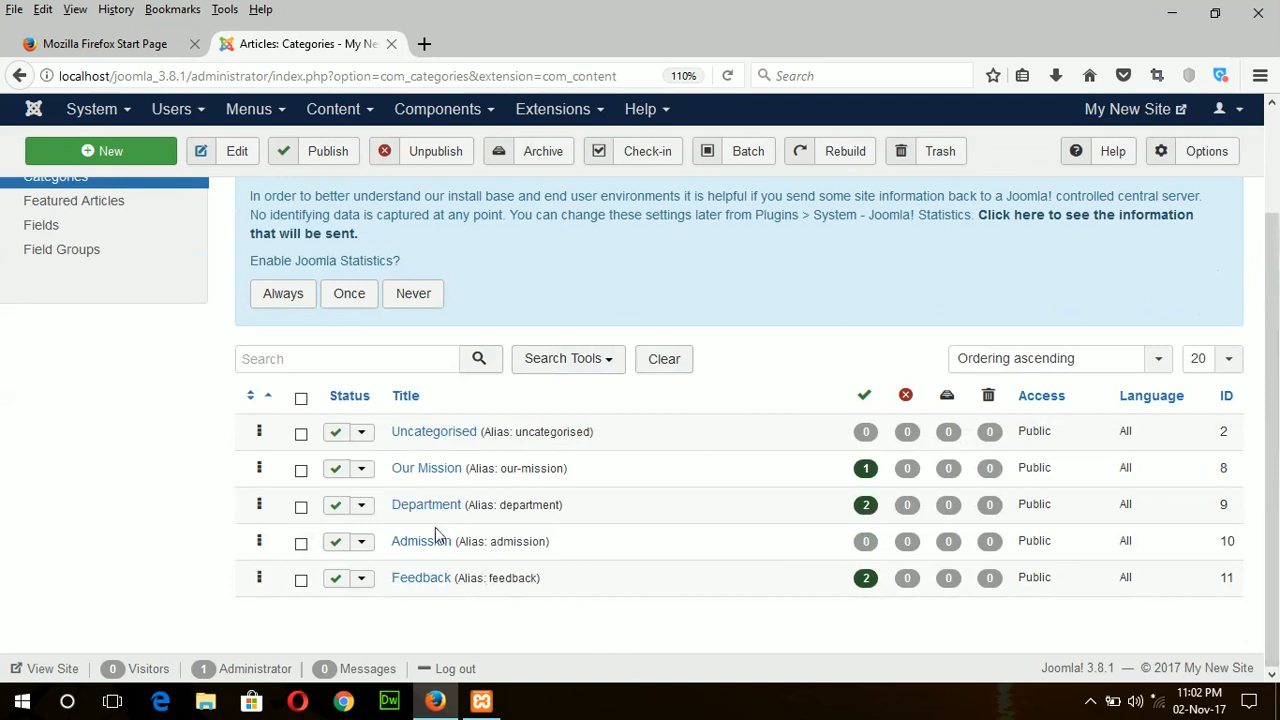 File Edit View History Bookmarks Tools Help
Mozilla Firefox Start Page
Articles: Categories - My Ne
localhost/joomla_3.8.1/administrator/index.php?option=com_categories&extension=com_content
110%
Search
System Users Menus Content Components Extensions Help
My New Site
New Edit Publish Unpublish Archive Check-in Batch Rebuild Trash Help Options
Categories
Featured Articles
Fields
Field Groups
In order to better understand our install base and end user environments it is helpful if you send some site information back to a Joomla! controlled central server.
No identifying data is captured at any point. You can change these settings later from Plugins > System - Joomla! Statistics. Click here to see the information
that will be sent.
Enable Joomla Statistics?
Always Once Never
Search Search Tools Clear Ordering ascending 20
Status Title Access Language ID
Uncategorised (Alias: uncategorised) 0 0 0 0 Public All 2
Our Mission (Alias: our-mission) 1 0 0 0 Public All 8
Department (Alias: department) 2 0 0 0 Public All 9
Admission (Alias: admission) 0 0 0 0 Public All 10
Feedback (Alias: feedback) 2 0 0 0 Public All 11
View Site 0 Visitors 1 Administrator 0 Messages Log out
Joomla! 3.8.1 — © 2017 My New Site
Dw
11:02 PM
02-Nov-17